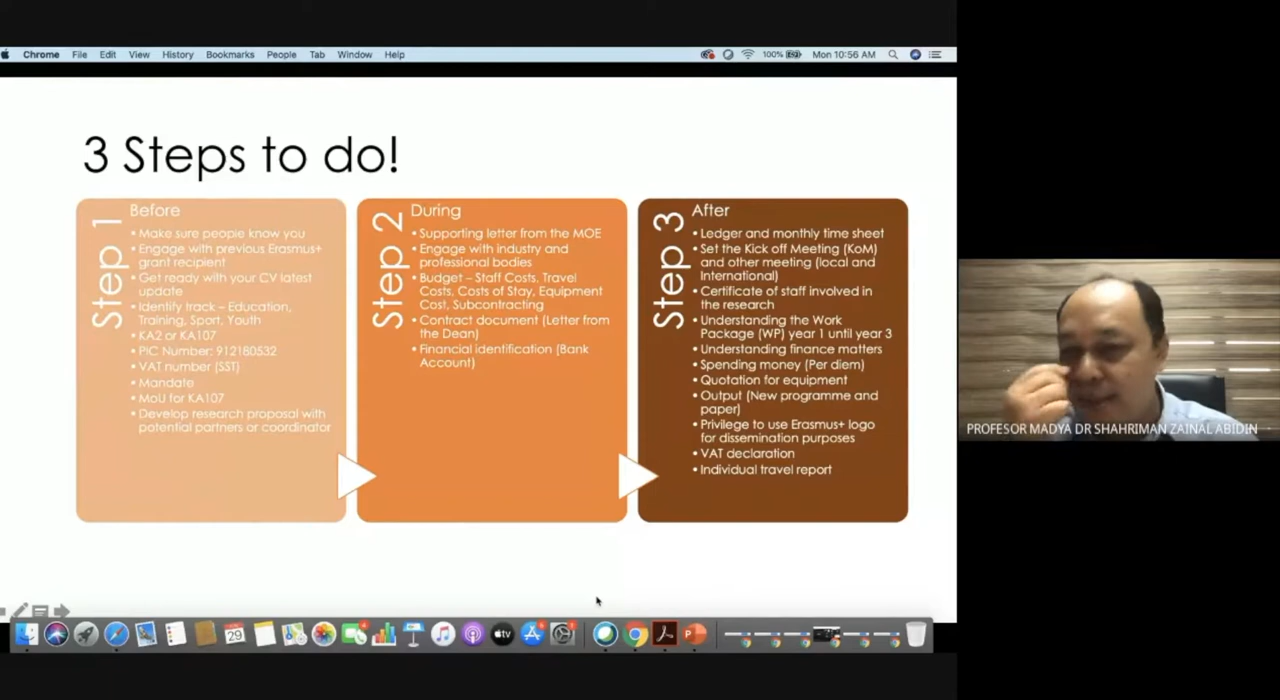 Chrome File Edit View History Bookmarks People Tab Window Help
100% Mon 10:56 AM
3 Steps to do!
Step 1
Before
• Make sure people know you
• Engage with previous Erasmus+
grant recipient
• Get ready with your CV latest
update
• Identify track – Education,
Training, Sport, Youth
• KA2 or KA107
• PIC Number: 912180532
• VAT number (SST)
• Mandate
• MoU for KA107
• Develop research proposal with
potential partners or coordinator
Step 2
During
• Supporting letter from the MOE
• Engage with industry and
professional bodies
• Budget – Staff Costs, Travel
Costs, Costs of Stay, Equipment
Cost, Subcontracting
• Contract document (Letter from
the Dean)
• Financial identification (Bank
Account)
Step 3
After
• Ledger and monthly time sheet
• Set the Kick off Meeting (KoM)
and other meeting (local and
International)
• Certificate of staff involved in
the research
• Understanding the Work
Package (WP) year 1 until year 3
• Understanding finance matters
• Spending money (Per diem)
• Quotation for equipment
• Output (New programme and
paper)
• Privilege to use Erasmus+ logo
for dissemination purposes
• VAT declaration
• Individual travel report
PROFESOR MADYA DR SHAHRIMAN ZAINAL ABIDIN
29
tv